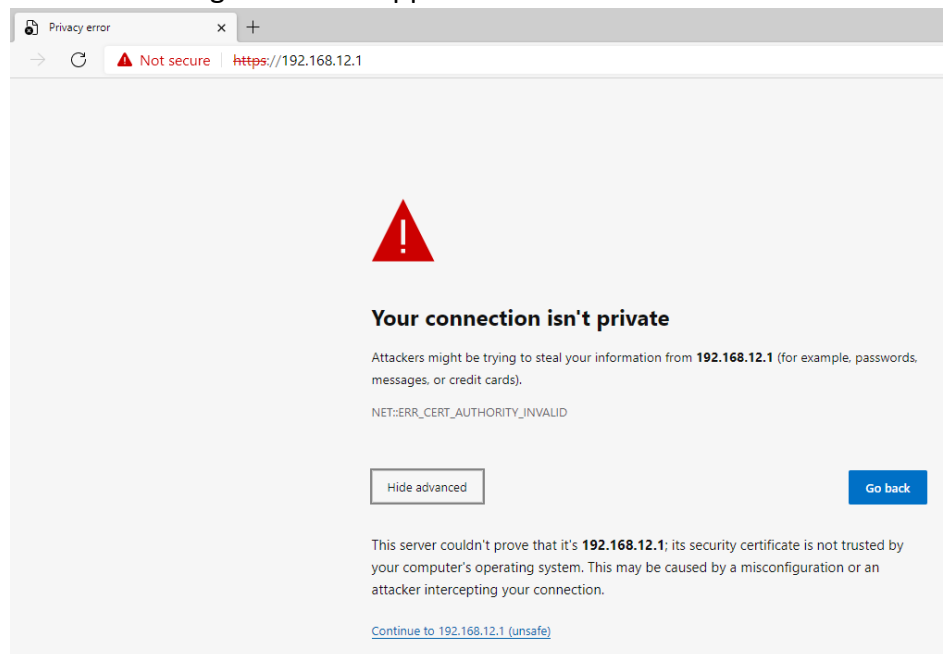 Privacy error
Not secure https://192.168.12.1
Your connection isn't private
Attackers might be trying to steal your information from 192.168.12.1 (for example, passwords,
messages, or credit cards).
NET::ERR_CERT_AUTHORITY_INVALID
Hide advanced
Go back
This server couldn't prove that it's 192.168.12.1; its security certificate is not trusted by
your computer's operating system. This may be caused by a misconfiguration or an
attacker intercepting your connection.
Continue to 192.168.12.1 (unsafe)